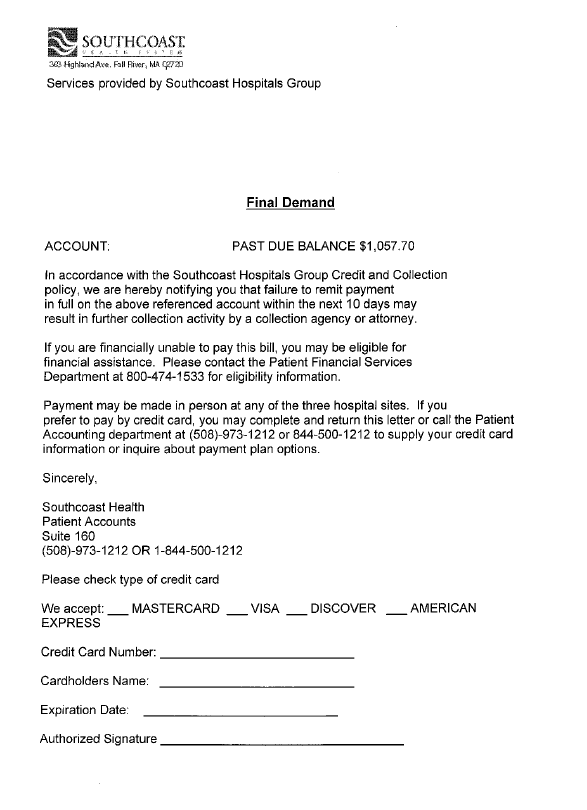 SOUTHCOAST
HEALTH SYSTEM
363 Highland Ave. Fall River, MA 02720
Services provided by Southcoast Hospitals Group
Final Demand
ACCOUNT: PAST DUE BALANCE $1,057.70
In accordance with the Southcoast Hospitals Group Credit and Collection
policy, we are hereby notifying you that failure to remit payment
in full on the above referenced account within the next 10 days may
result in further collection activity by a collection agency or attorney.
If you are financially unable to pay this bill, you may be eligible for
financial assistance. Please contact the Patient Financial Services
Department at 800-474-1533 for eligibility information.
Payment may be made in person at any of the three hospital sites. If you
prefer to pay by credit card, you may complete and return this letter or call the Patient
Accounting department at (508)-973-1212 or 844-500-1212 to supply your credit card
information or inquire about payment plan options.
Sincerely,
Southcoast Health
Patient Accounts
Suite 160
(508)-973-1212 OR 1-844-500-1212
Please check type of credit card
We accept: ___ MASTERCARD ___ VISA ___ DISCOVER ___ AMERICAN
EXPRESS
Credit Card Number: ____________________________
Cardholders Name: ____________________________
Expiration Date: ____________________________
Authorized Signature ___________________________________